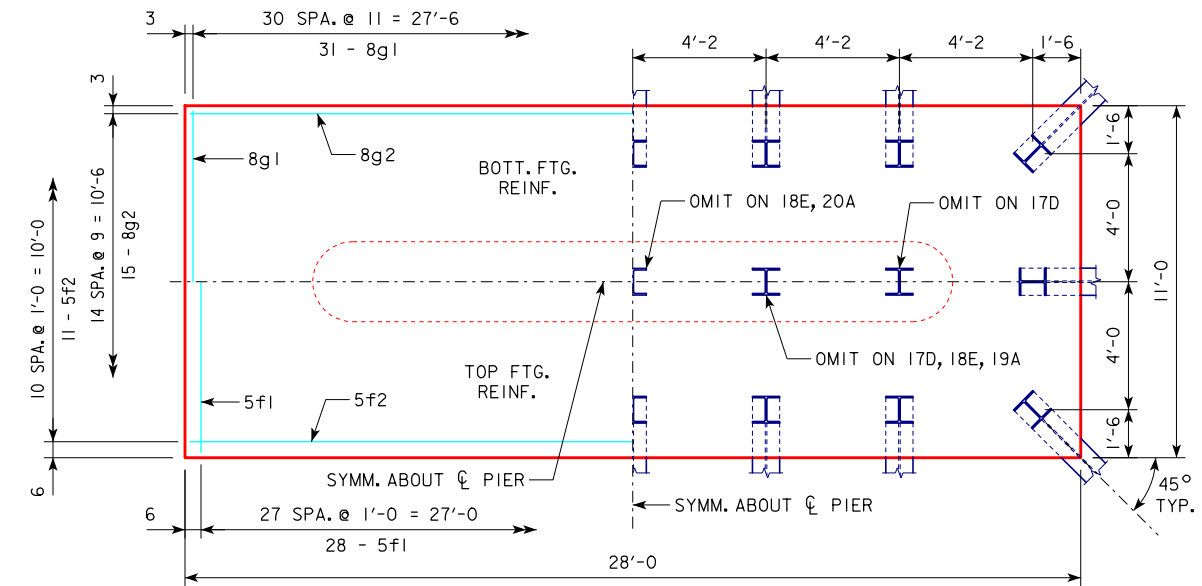 3
30 SPA. @ 11 = 27'-6
31 - 8g1
4'-2
4'-2
4'-2
1'-6
3
8g1
8g2
BOTT. FTG.
REINF.
OMIT ON 18E, 20A
OMIT ON 17D
1'-6
4'-0
11'-0
10 SPA. @ 1'-0 = 10'-0
11 - 5f2
14 SPA. @ 9 = 10'-6
15 - 8g2
4'-0
OMIT ON 17D, 18E, 19A
TOP FTG.
REINF.
5f1
5f2
1'-6
6
SYMM. ABOUT ℄ PIER
SYMM. ABOUT ℄ PIER
45°
TYP.
6
27 SPA. @ 1'-0 = 27'-0
28 - 5f1
28'-0